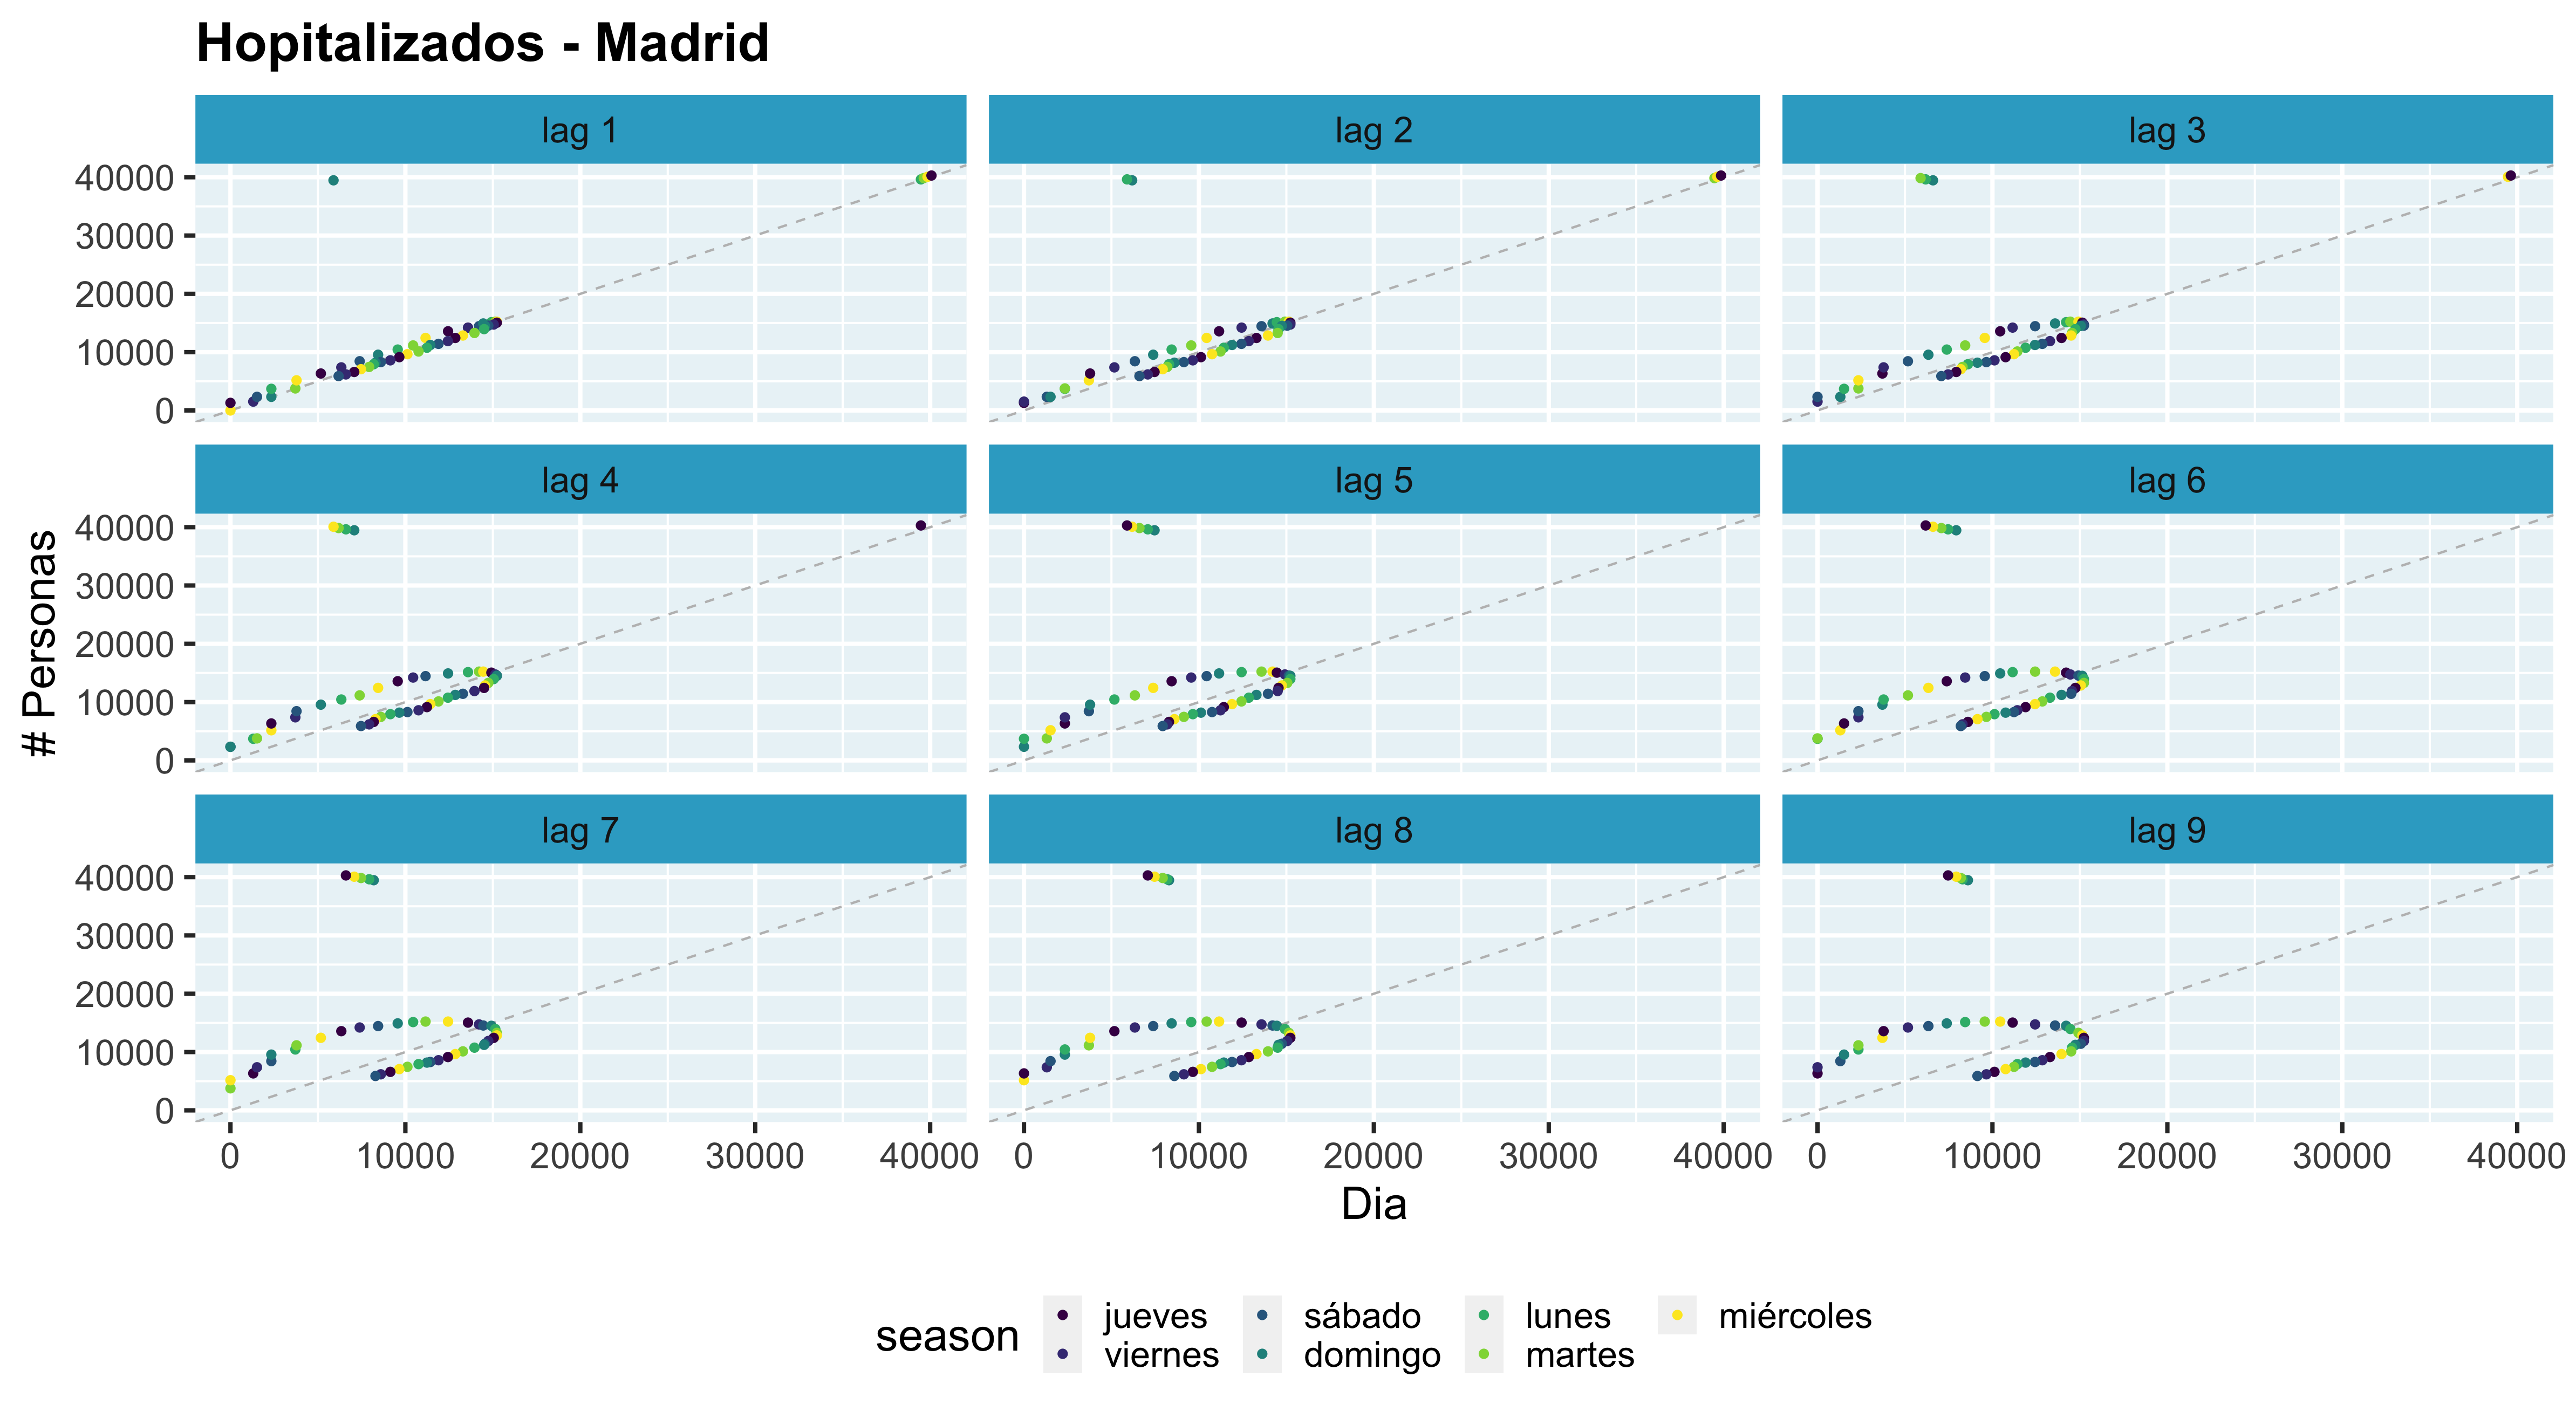 Hopitalizados - Madrid
lag 1 lag 2 lag 3
40000
30000
20000
10000
0
lag 4 lag 5 lag 6
40000
30000
20000
10000
0
lag 7 lag 8 lag 9
40000
30000
20000
10000
0
# Personas
0 10000 20000 30000 40000 0 10000 20000 30000 40000 0 10000 20000 30000 40000
Dia
season
jueves sábado lunes miércoles
viernes domingo martes